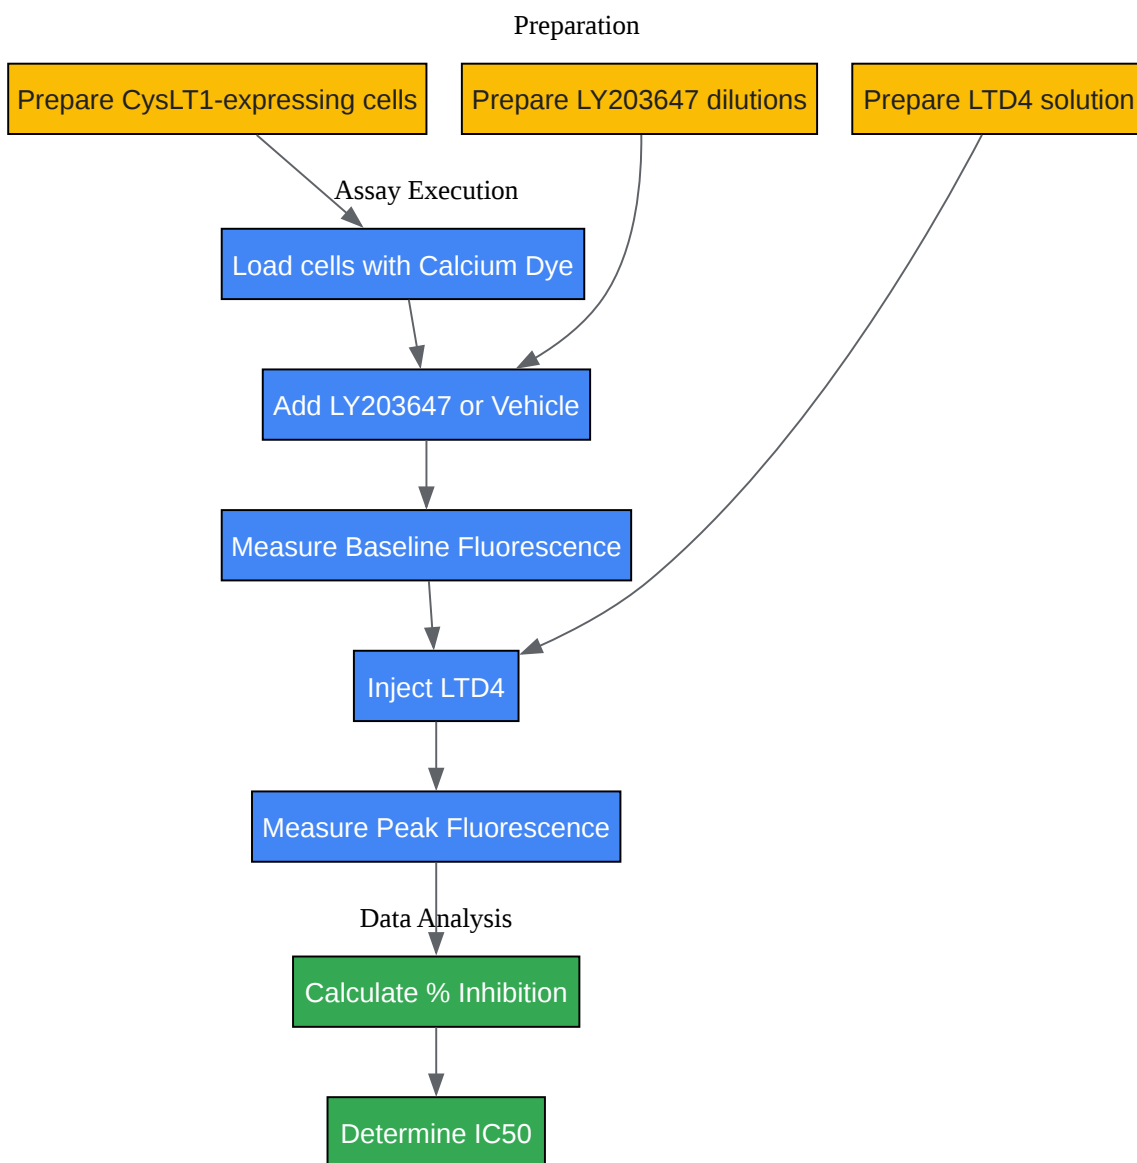 Preparation
Prepare CysLT1-expressing cells
Prepare LY203647 dilutions
Prepare LTD4 solution
Assay Execution
Load cells with Calcium Dye
Add LY203647 or Vehicle
Measure Baseline Fluorescence
Inject LTD4
Measure Peak Fluorescence
Data Analysis
Calculate % Inhibition
Determine IC50